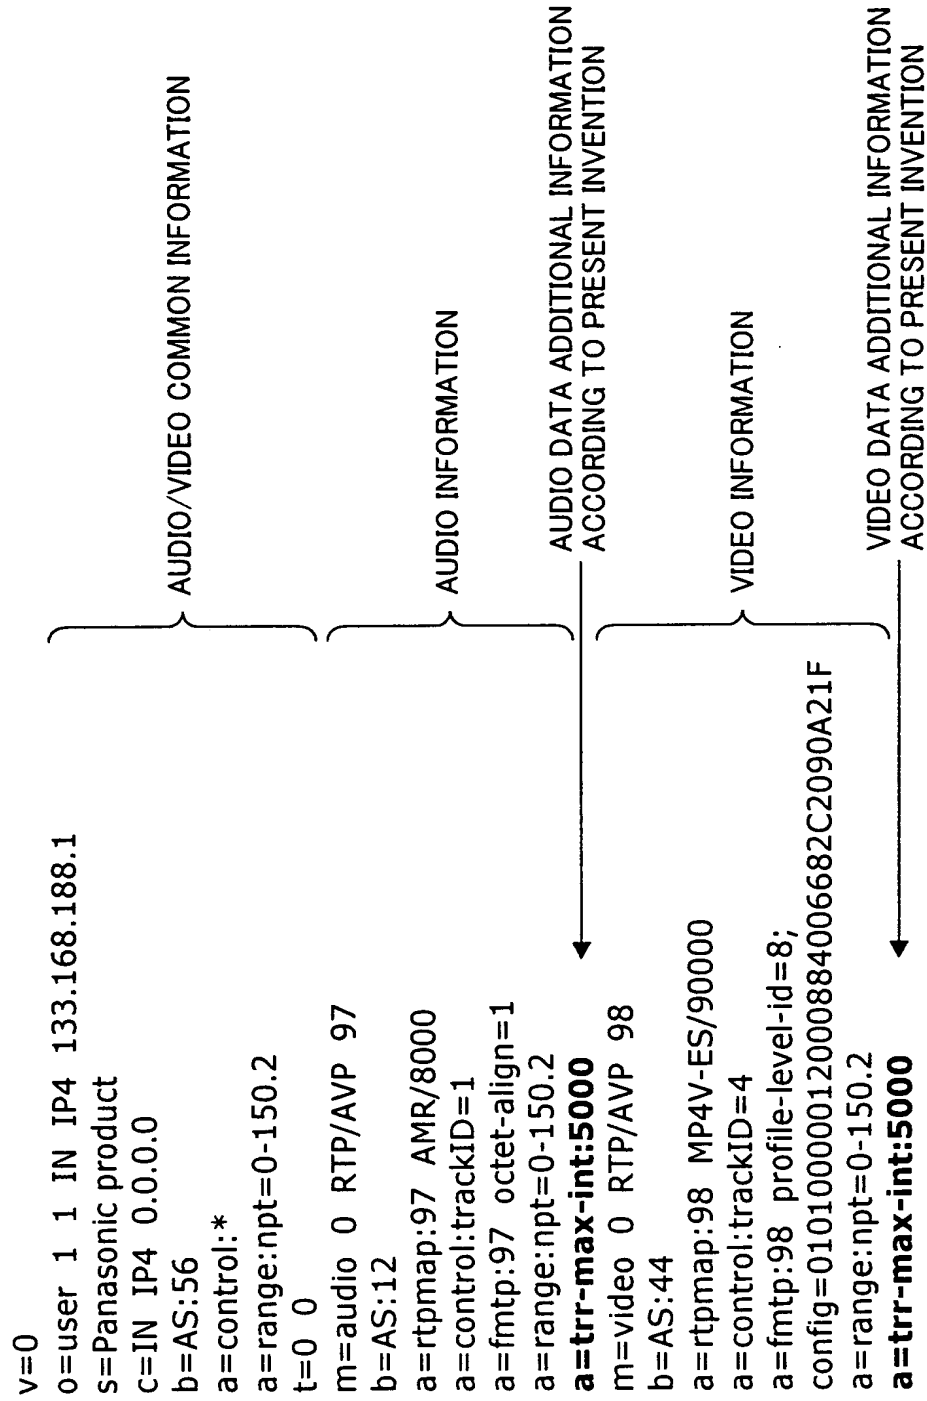 v=0
o=user 1 1 IN IP4 133.168.188.1
s=Panasonic product
c=IN IP4 0.0.0.0
b=AS:56
a=control:*
a=range:npt=0-150.2
t=0 0
AUDIO/VIDEO COMMON INFORMATION
m=audio 0 RTP/AVP 97
b=AS:12
a=rtpmap:97 AMR/8000
a=control:trackID=1
a=fmtp:97 octet-align=1
a=range:npt=0-150.2
AUDIO INFORMATION
a=trr-max-int:5000
AUDIO DATA ADDITIONAL INFORMATION
ACCORDING TO PRESENT INVENTION
m=video 0 RTP/AVP 98
b=AS:44
a=rtpmap:98 MP4V-ES/90000
a=control:trackID=4
a=fmtp:98 profile-level-id=8;
config=010100000120008840066​82C2090A21F
a=range:npt=0-150.2
VIDEO INFORMATION
a=trr-max-int:5000
VIDEO DATA ADDITIONAL INFORMATION
ACCORDING TO PRESENT INVENTION